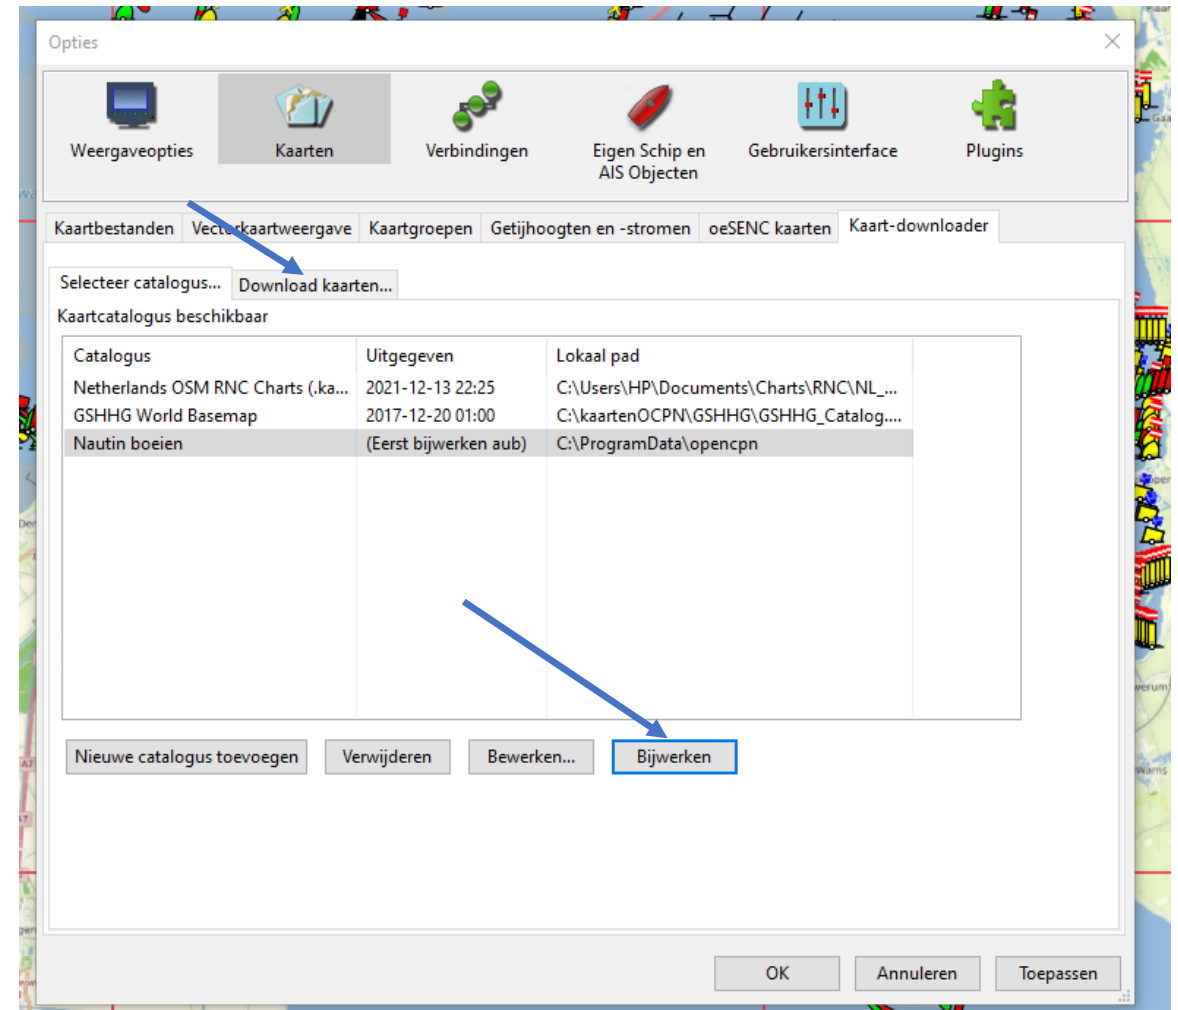 Opties
Weergaveopties
Kaarten
Verbindingen
Eigen Schip en
AIS Objecten
Gebruikersinterface
Plugins
Kaartbestanden
Vectorkaartweergave
Kaartgroepen
Getijhoogten en -stromen
oeSENC kaarten
Kaart-downloader
Selecteer catalogus...
Download kaarten...
Kaartcatalogus beschikbaar
Catalogus Uitgegeven Lokaal pad
Netherlands OSM RNC Charts (.ka... 2021-12-13 22:25 C:\Users\HP\Documents\Charts\RNC\NL_...
GSHHG World Basemap 2017-12-20 01:00 C:\kaartenOCPN\GSHHG\GSHHG_Catalog....
Nautin boeien (Eerst bijwerken aub) C:\ProgramData\opencpn
Nieuwe catalogus toevoegen
Verwijderen
Bewerken...
Bijwerken
OK
Annuleren
Toepassen
A7